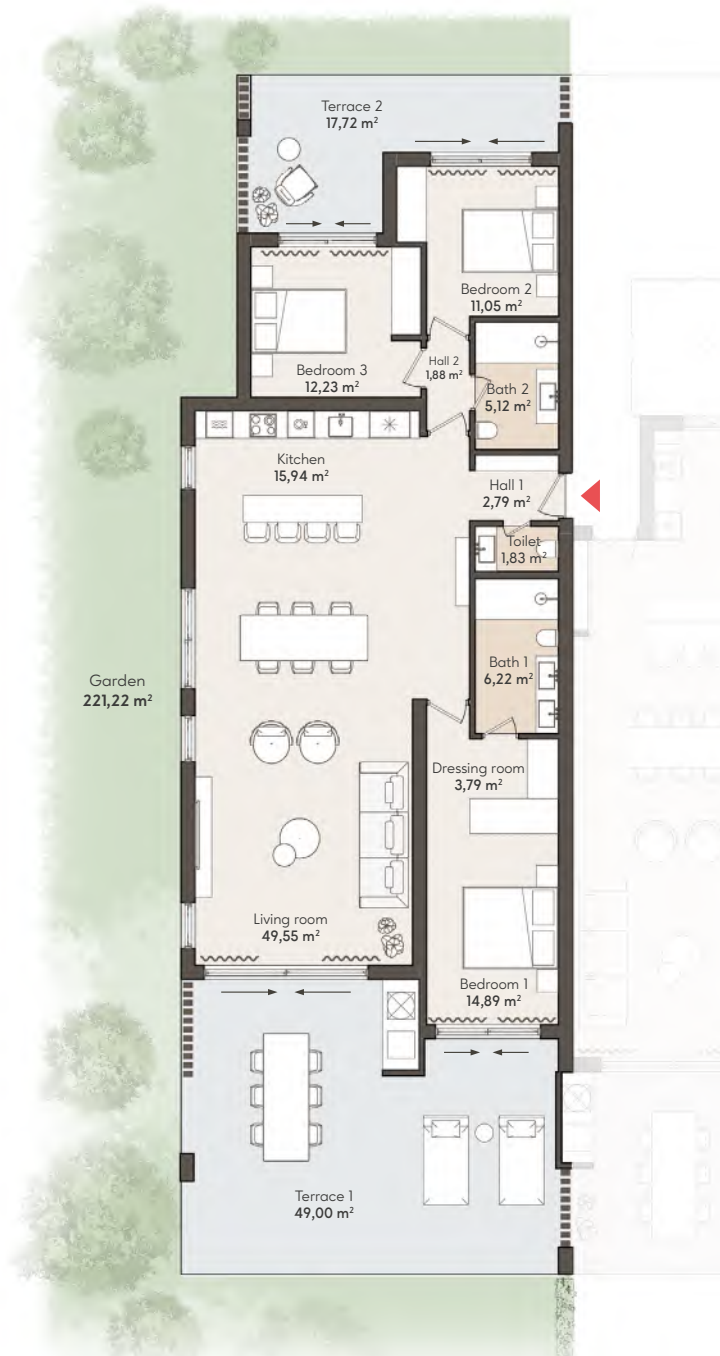 Terrace 2
17,72 m²
Bedroom 2
11,05 m²
Hall 2
1,88 m²
Bedroom 3
12,23 m²
Bath 2
5,12 m²
Kitchen
15,94 m²
Hall 1
2,79 m²
Toilet
1,83 m²
Bath 1
6,22 m²
Garden
221,22 m²
Dressing room
3,79 m²
Living room
49,55 m²
Bedroom 1
14,89 m²
Terrace 1
49,00 m²